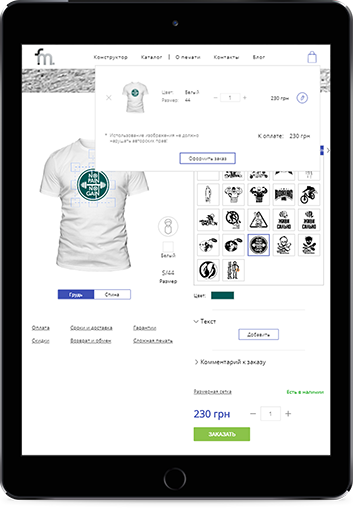 fm.
Конструктор Каталог О печати Контакты Блог
Цвет: Белый
Размер: 44
1
230 грн
* Использование изображения не должно
нарушать авторских прав!
К оплате: 230 грн
Оформить заказ
NO
PAIN
NO
GAIN
ЖИВИ
САЛЬНО
Белый
S/44
Размер
Грудь Спина
Цвет:
Текст
Добавить
Комментарий к заказу
Оплата Сроки и доставка Гарантии
Скидки Возврат и обмен Сложная печать
Размерная сетка Есть в наличии
230 грн 1
ЗАКАЗАТЬ